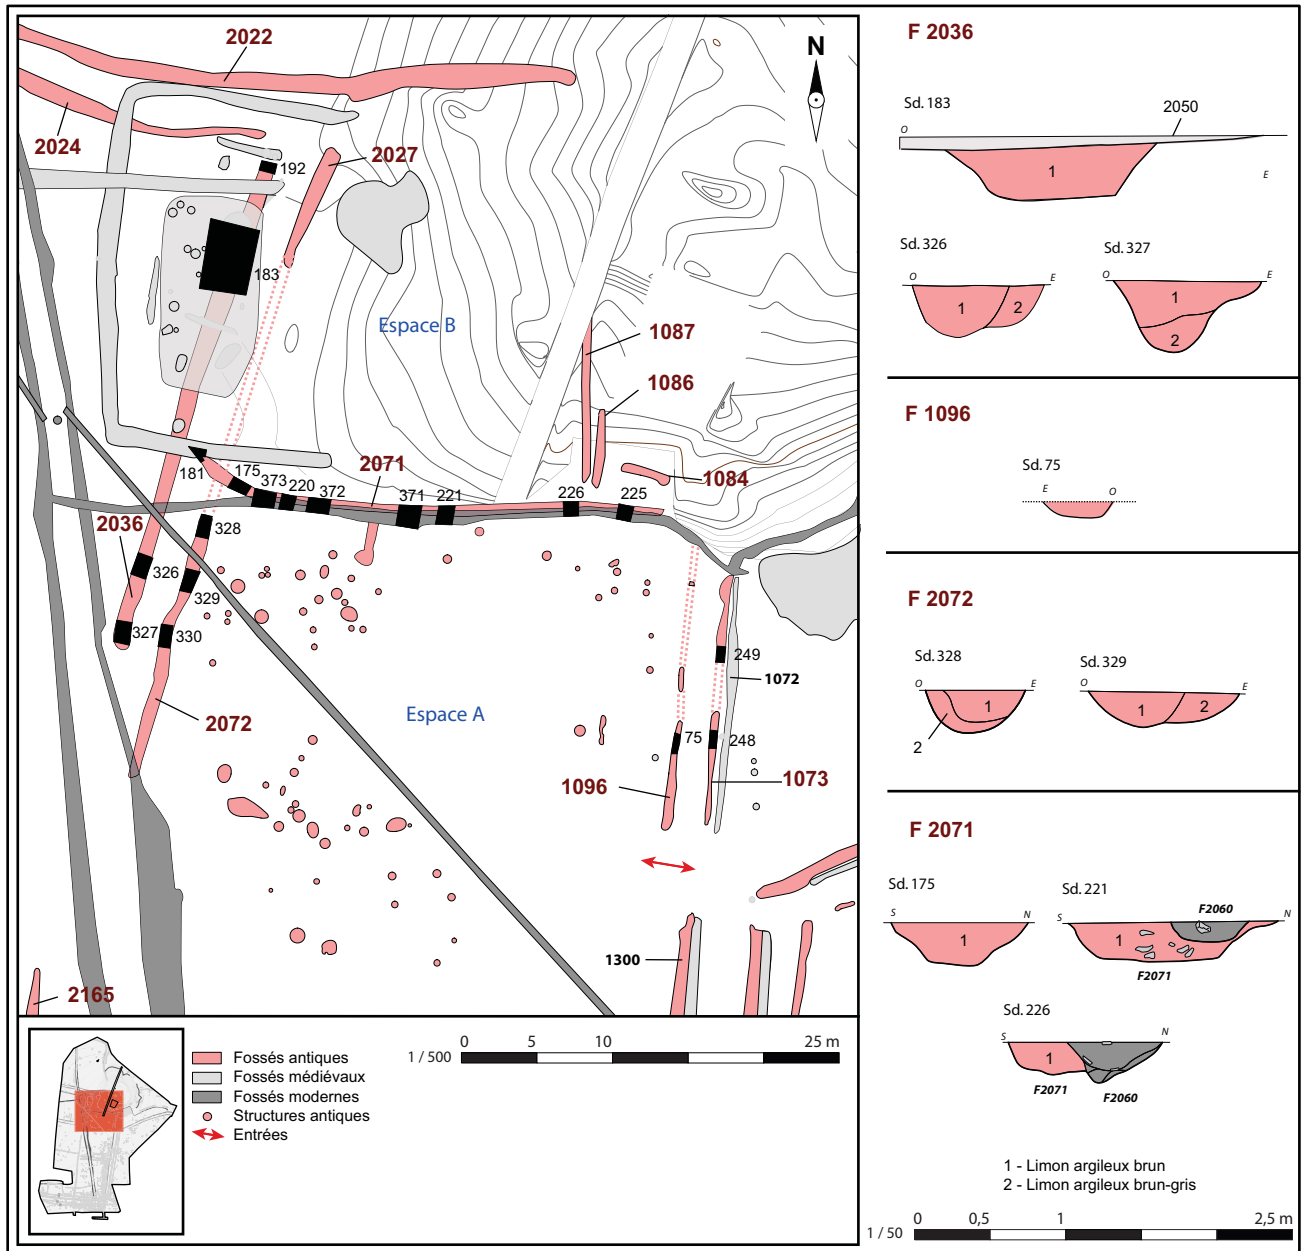 2022
N
2024
192
2027
183
Espace B
1087
1086
1084
181
175
373
220
372
2071
371
221
226
225
2036
328
326
329
327
330
2072
Espace A
249
1072
75
248
1096
1073
1300
2165
Fossés antiques
Fossés médiévaux
Fossés modernes
Structures antiques
Entrées
0 5 10 25 m
1 / 500
F 2036
Sd. 183
2050
O
1
E
Sd. 326
O E
1 2
Sd. 327
O E
1
2
F 1096
Sd. 75
E O
F 2072
Sd. 328
O E
1
2
Sd. 329
O E
1 2
F 2071
Sd. 175
S N
1
Sd. 221
S N
F2060
1
F2071
Sd. 226
S N
1
F2071
F2060
1 - Limon argileux brun
2 - Limon argileux brun-gris
0 0,5 1 2,5 m
1 / 50